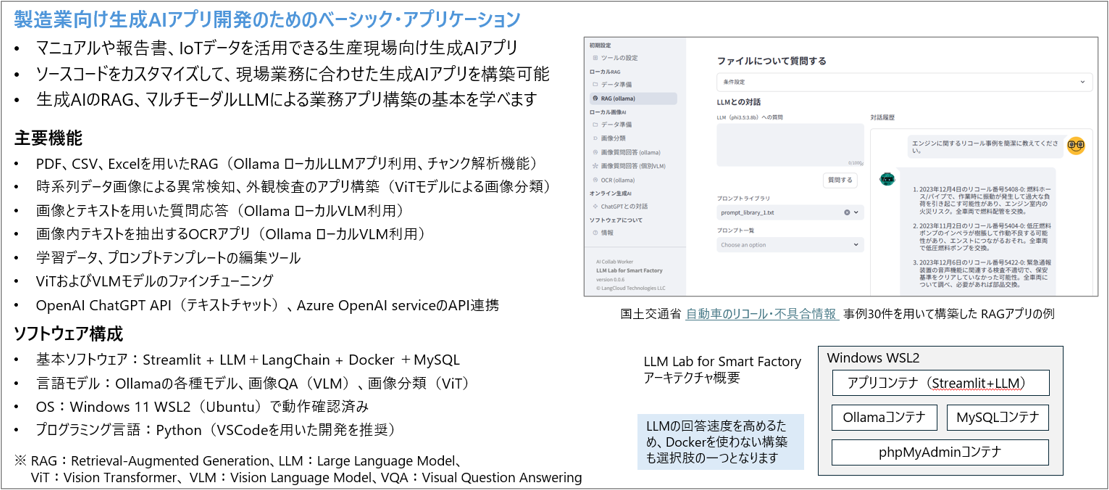 製造業向け生成AIアプリ開発のためのベーシック・アプリケーション
• マニュアルや報告書、IoTデータを活用できる生産現場向け生成AIアプリ
• ソースコードをカスタマイズして、現場業務に合わせた生成AIアプリを構築可能
• 生成AIのRAG、マルチモーダルLLMによる業務アプリ構築の基本を学べます
主要機能
• PDF、CSV、Excelを用いたRAG（Ollama ローカルLLMアプリ利用、チャンク解析機能）
• 時系列データ画像による異常検知、外観検査のアプリ構築（ViTモデルによる画像分類）
• 画像とテキストを用いた質問応答（Ollama ローカルVLM利用）
• 画像内テキストを抽出するOCRアプリ（Ollama ローカルVLM利用）
• 学習データ、プロンプトテンプレートの編集ツール
• ViTおよびVLMモデルのファインチューニング
• OpenAI ChatGPT API（テキストチャット）、Azure OpenAI serviceのAPI連携
ソフトウェア構成
• 基本ソフトウェア：Streamlit + LLM＋LangChain + Docker ＋MySQL
• 言語モデル：Ollamaの各種モデル、画像QA（VLM）、画像分類（ViT）
• OS：Windows 11 WSL2（Ubuntu）で動作確認済み
• プログラミング言語：Python（VSCodeを用いた開発を推奨）
※ RAG：Retrieval-Augmented Generation、LLM：Large Language Model、
ViT：Vision Transformer、VLM：Vision Language Model、VQA：Visual Question Answering
初期設定
ツールの設定
ローカルRAG
データ準備
RAG (ollama)
ローカル画像AI
データ準備
画像分類
画像質問回答 (ollama)
画像質問回答 (個別VLM)
OCR (ollama)
オンライン生成AI
ChatGPTとの対話
ソフトウェアについて
情報
AI Collab Worker
LLM Lab for Smart Factory
version 0.0.6
© LangCloud Technologies LLC
ファイルについて質問する
条件設定
LLMとの対話
LLM（phi3.5:3.8b）への質問
質問する
プロンプトライブラリ
prompt_library_1.txt
プロンプト一覧
Choose an option
対話履歴
エンジンに関するリコール事例を簡潔に教えてくださ
い。
1. 2023年12月4日のリコール番号5408-0: 燃料ホー
ス/パイプで、作業時に振動が発生して過大な負
荷を引き起こす可能性があり、エンジン室内の
火災リスク。全車両で燃料配管を交換。
2. 2023年11月2日のリコール番号5404-0: 低圧燃料
ポンプのインペラが樹脂して作動不良する可能
性があり、エンストにつながるおそれ。全車両
で低圧燃料ポンプを交換。
3. 2023年12月6日のリコール番号5422-0: 緊急通報
装置の音声機能に関連する検査不適切で、保安
基準をクリアしていなかった可能性。全車両に
ついて調べ、必要があれば部品交換。
国土交通省 自動車のリコール・不具合情報 事例30件を用いて構築した RAGアプリの例
LLM Lab for Smart Factory
アーキテクチャ概要
LLMの回答速度を高めるた
め、Dockerを使わない構築
も選択肢の一つとなります
Windows WSL2
アプリコンテナ（Streamlit+LLM）
Ollamaコンテナ
MySQLコンテナ
phpMyAdminコンテナ